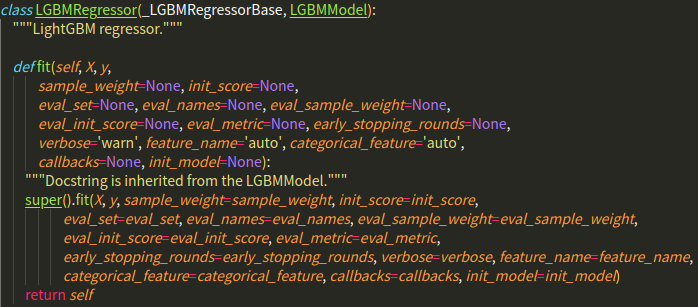 class LGBMRegressor(_LGBMRegressorBase, LGBMModel):
"""LightGBM regressor."""
def fit(self, X, y,
sample_weight=None, init_score=None,
eval_set=None, eval_names=None, eval_sample_weight=None,
eval_init_score=None, eval_metric=None, early_stopping_rounds=None,
verbose='warn', feature_name='auto', categorical_feature='auto',
callbacks=None, init_model=None):
"""Docstring is inherited from the LGBMModel."""
super().fit(X, y, sample_weight=sample_weight, init_score=init_score,
eval_set=eval_set, eval_names=eval_names, eval_sample_weight=eval_sample_weight,
eval_init_score=eval_init_score, eval_metric=eval_metric,
early_stopping_rounds=early_stopping_rounds, verbose=verbose, feature_name=feature_name,
categorical_feature=categorical_feature, callbacks=callbacks, init_model=init_model)
return self